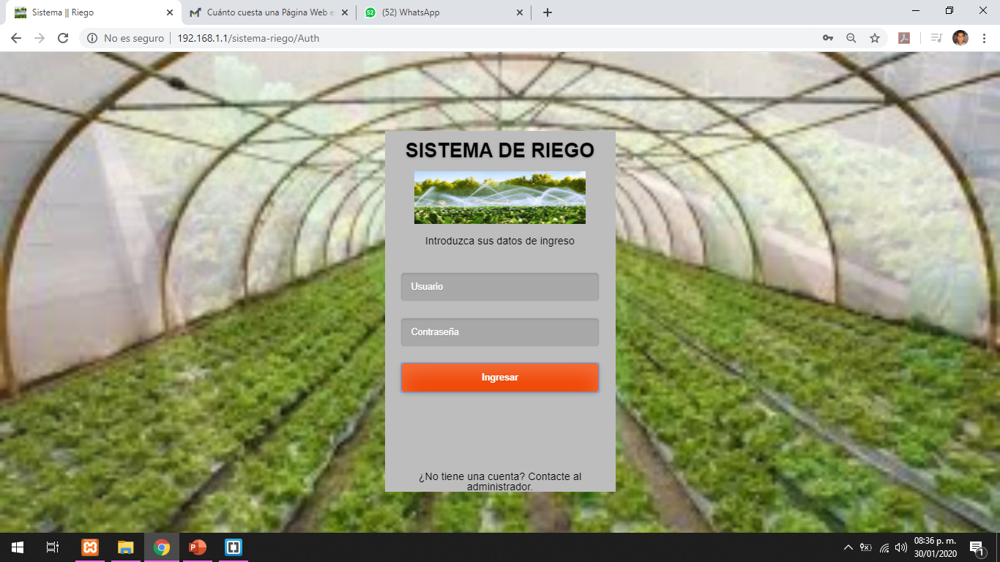 Sistema || Riego
Cuánto cuesta una Página Web e
52
(52) WhatsApp
No es seguro
192.168.1.1/sistema-riego/Auth
SISTEMA DE RIEGO
Introduzca sus datos de ingreso
Usuario
Contraseña
Ingresar
¿No tiene una cuenta? Contacte al
administrador.
08:36 p. m.
30/01/2020
1